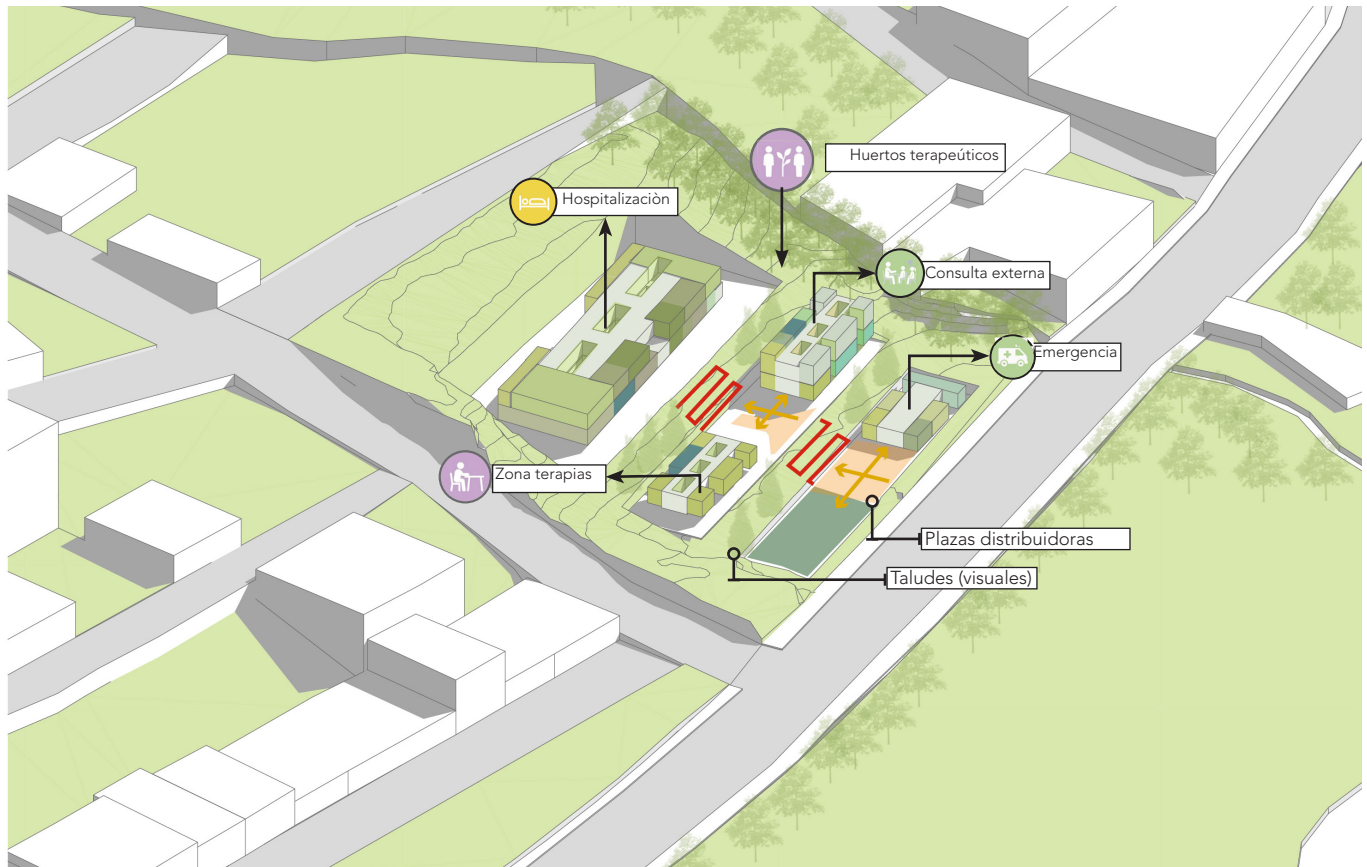 Huertos terapeúticos
Hospitalizaciòn
Consulta externa
Emergencia
Zona terapias
Plazas distribuidoras
Taludes (visuales)